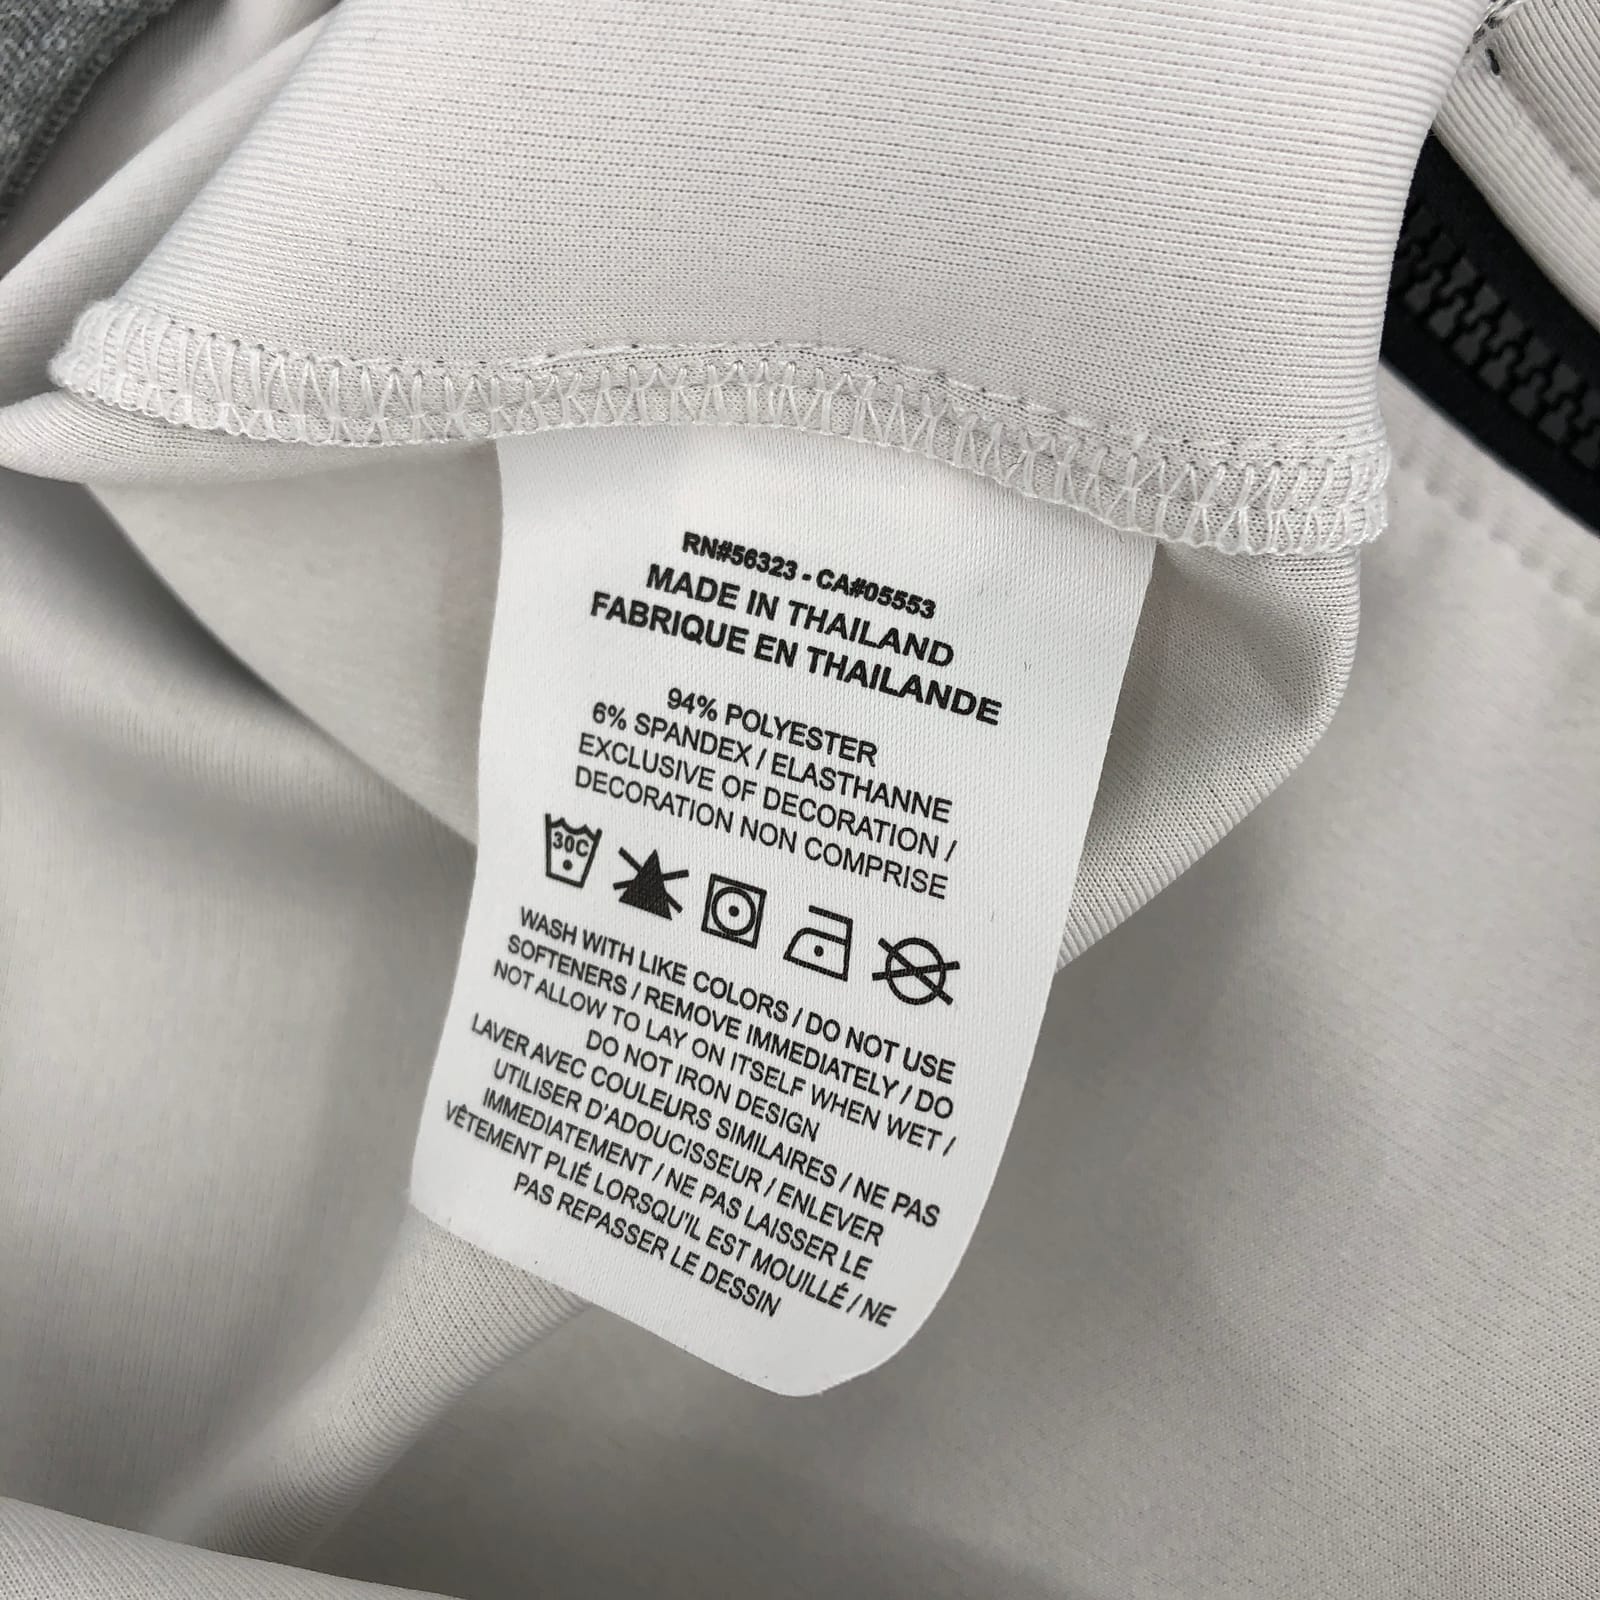 RN#56323 - CA#05553
MADE IN THAILAND
FABRIQUE EN THAILANDE
94% POLYESTER
6% SPANDEX / ELASTHANNE
EXCLUSIVE OF DECORATION /
DECORATION NON COMPRISE
30C
WASH WITH LIKE COLORS / DO NOT USE
SOFTENERS / REMOVE IMMEDIATELY / DO
NOT ALLOW TO LAY ON ITSELF WHEN WET /
DO NOT IRON DESIGN
LAVER AVEC COULEURS SIMILAIRES / NE PAS
UTILISER D'ADOUCISSEUR / ENLEVER
IMMEDIATEMENT / NE PAS LAISSER LE
VÊTEMENT PLIÉ LORSQU'IL EST MOUILLÉ / NE
PAS REPASSER LE DESSIN